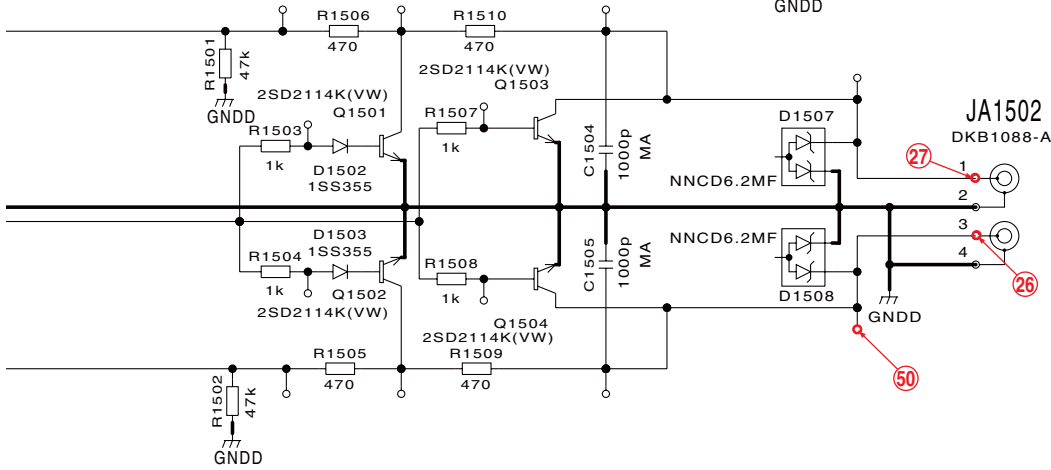 GNDD
R1506
470
R1510
470
R1501
47k
GNDD
2SD2114K(VW)
Q1501
2SD2114K(VW)
Q1503
R1503
1k
D1502
1SS355
R1507
1k
C1504
1000p
MA
D1507
NNCD6.2MF
JA1502
DKB1088-A
27
1
2
3
4
26
D1503
1SS355
R1504
1k
Q1502
2SD2114K(VW)
R1508
1k
Q1504
2SD2114K(VW)
C1505
1000p
MA
NNCD6.2MF
D1508
GNDD
50
R1505
470
R1509
470
R1502
47k
GNDD